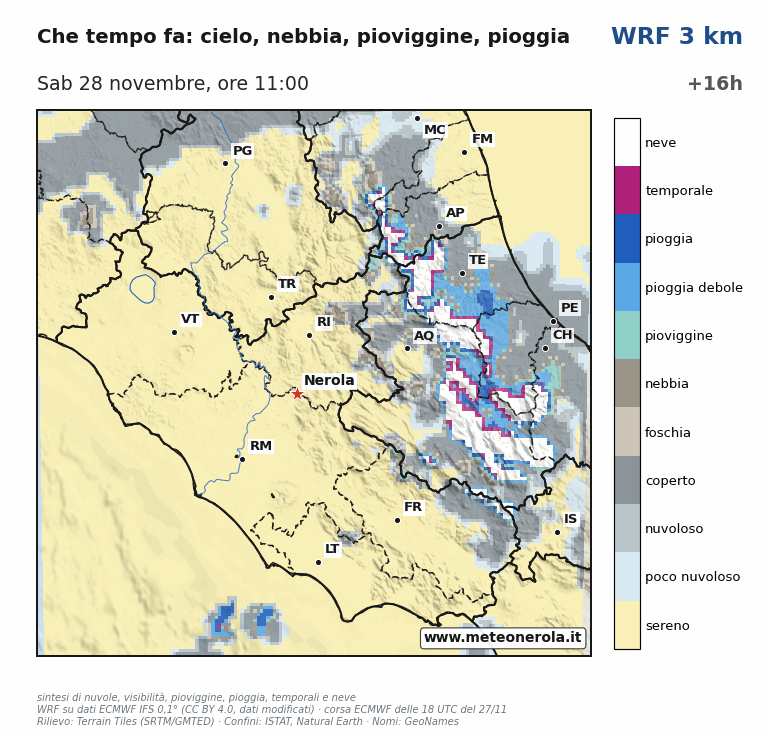 Che tempo fa: cielo, nebbia, pioviggine, pioggia
WRF 3 km
Sab 28 novembre, ore 11:00
+16h
MC
FM
PG
AP
TE
TR
PE
VT
RI
AQ
CH
Nerola
RM
FR
IS
LT
www.meteonerola.it
neve
temporale
pioggia
pioggia debole
pioviggine
nebbia
foschia
coperto
nuvoloso
poco nuvoloso
sereno
sintesi di nuvole, visibilità, pioviggine, pioggia, temporali e neve
WRF su dati ECMWF IFS 0,1° (CC BY 4.0, dati modificati) · corsa ECMWF delle 18 UTC del 27/11
Rilievo: Terrain Tiles (SRTM/GMTED) · Confini: ISTAT, Natural Earth · Nomi: GeoNames